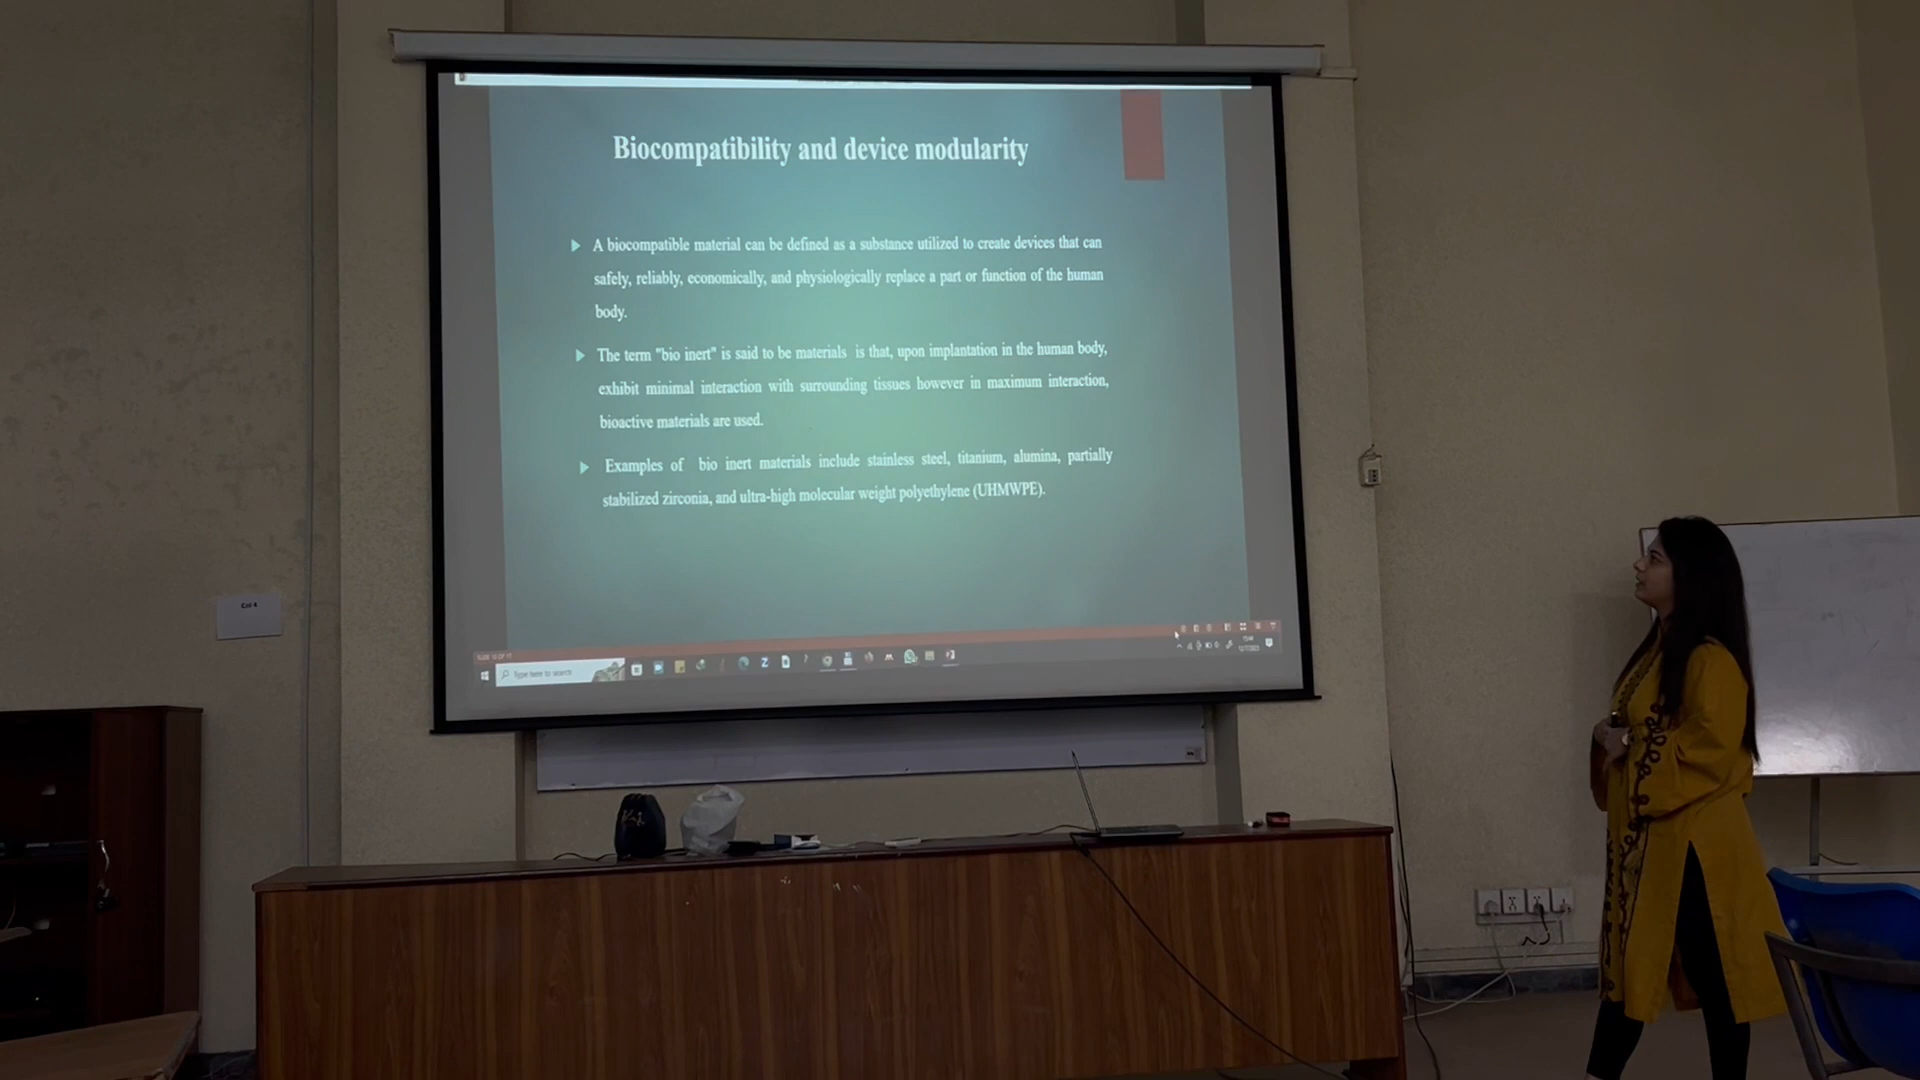 Biocompatibility and device modularity
A biocompatible material can be defined as a substance utilized to create devices that can
safely, reliably, economically, and physiologically replace a part or function of the human
body.
The term "bio inert" is said to be materials is that, upon implantation in the human body,
exhibit minimal interaction with surrounding tissues however in maximum interaction,
bioactive materials are used.
Examples of bio inert materials include stainless steel, titanium, alumina, partially
stabilized zirconia, and ultra-high molecular weight polyethylene (UHMWPE).
Type here to search